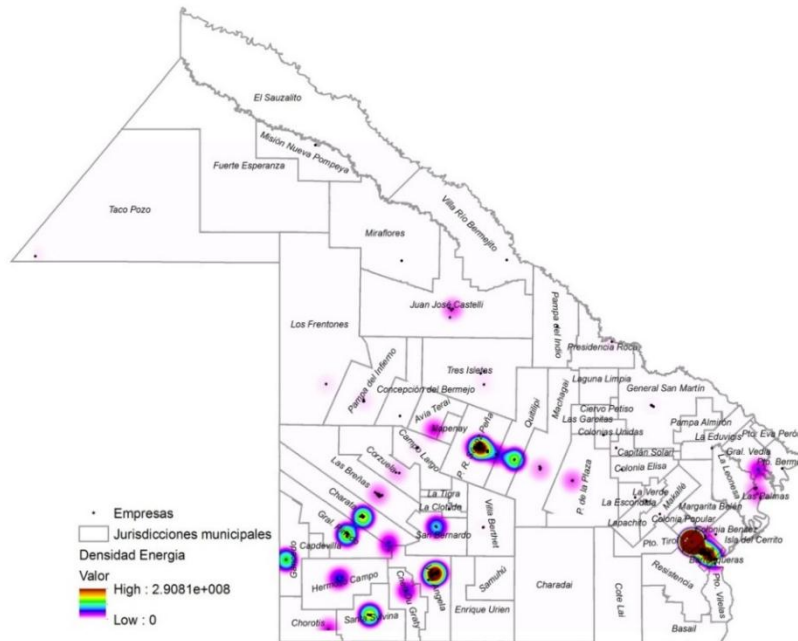 El Sauzalito
Misión Nueva Pompeya
Fuerte Esperanza
Taco Pozo
Villa Río Bermejito
Miraflores
Juan José Castelli
Pampa del Indio
Los Frentones
Presidencia Roca
Tres Isletes
Laguna Limpia
Pampa del Infierno
Concepción del Bermejo
General San Martín
Machagai
Quitilipi
Ciervo Petiso
Las Garcitas
Avia Terai
Pampa Almirón
Pto. Eva Perón
Colonias Unidas
La Eduvigis
Napenay
P. R. Peña
Campo Largo
Capitán Solari
Gral. Vedia
Pto. Bermejo
Corzuela
Colonia Elisa
La Leonesa
Las Breñas
P. de la Plaza
La Verde
Makallé
Las Palmas
La Tigra
La Escondida
Margarita Belén
Charata
La Clotilde
Villa Berthet
Lapachito
Colonia Popular
Colonia Benítez
Gral.
San Bernardo
Pto. Tirol
Isla del Cerrito
Capdevilla
Barranqueras
Samuhú
Resistencia
Pto. Vilelas
Hermoso Campo
Charadai
Cote Lai
Enrique Urien
Chorotis
Basail
Empresas
Jurisdicciones municipales
Densidad Energia
Valor
High : 2.9081e+008
Low : 0